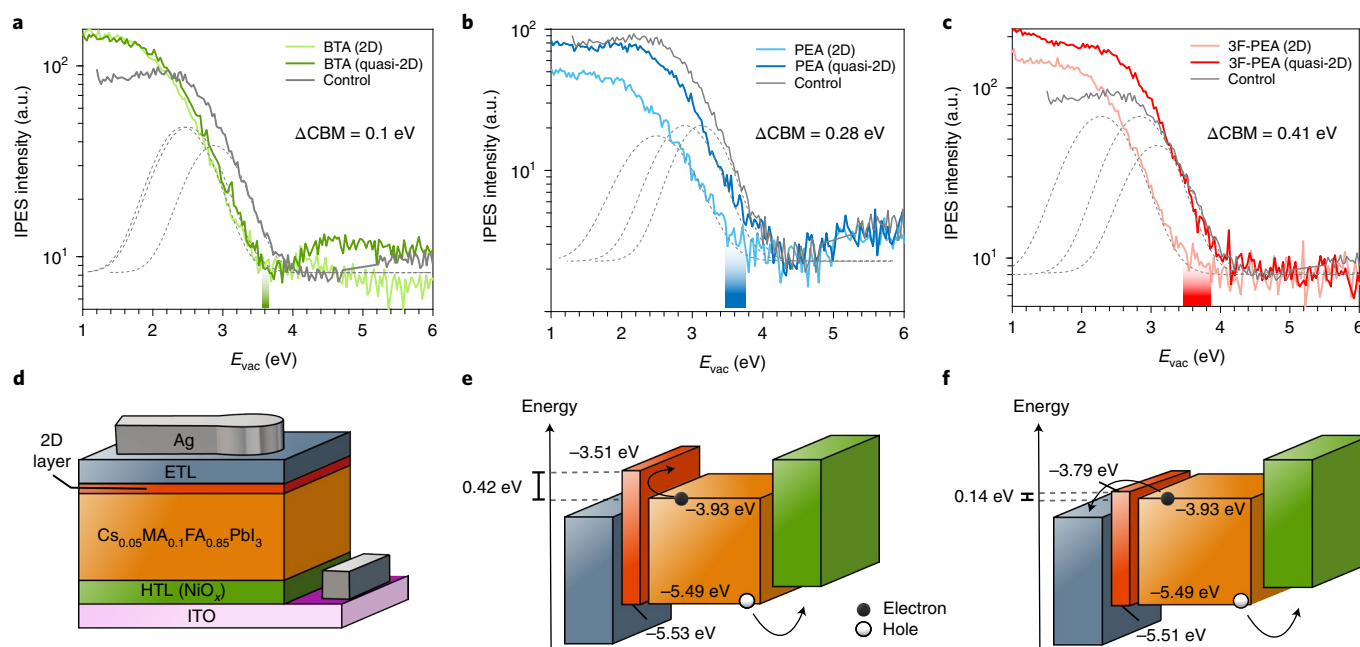 a
10²
10¹
IPES intensity (a.u.)
BTA (2D)
BTA (quasi-2D)
Control
ΔCBM = 0.1 eV
1 2 3 4 5 6
E_vac (eV)
b
10²
10¹
IPES intensity (a.u.)
PEA (2D)
PEA (quasi-2D)
Control
ΔCBM = 0.28 eV
1 2 3 4 5 6
E_vac (eV)
c
10²
10¹
IPES intensity (a.u.)
3F-PEA (2D)
3F-PEA (quasi-2D)
Control
ΔCBM = 0.41 eV
1 2 3 4 5 6
E_vac (eV)
d
2D
layer
Ag
ETL
Cs₀.₀₅MA₀.₁FA₀.₈₅PbI₃
HTL (NiOₓ)
ITO
e
Energy
−3.51 eV
0.42 eV
−3.93 eV
−5.49 eV
−5.53 eV
Electron
Hole
f
Energy
−3.79 eV
0.14 eV
−3.93 eV
−5.49 eV
−5.51 eV